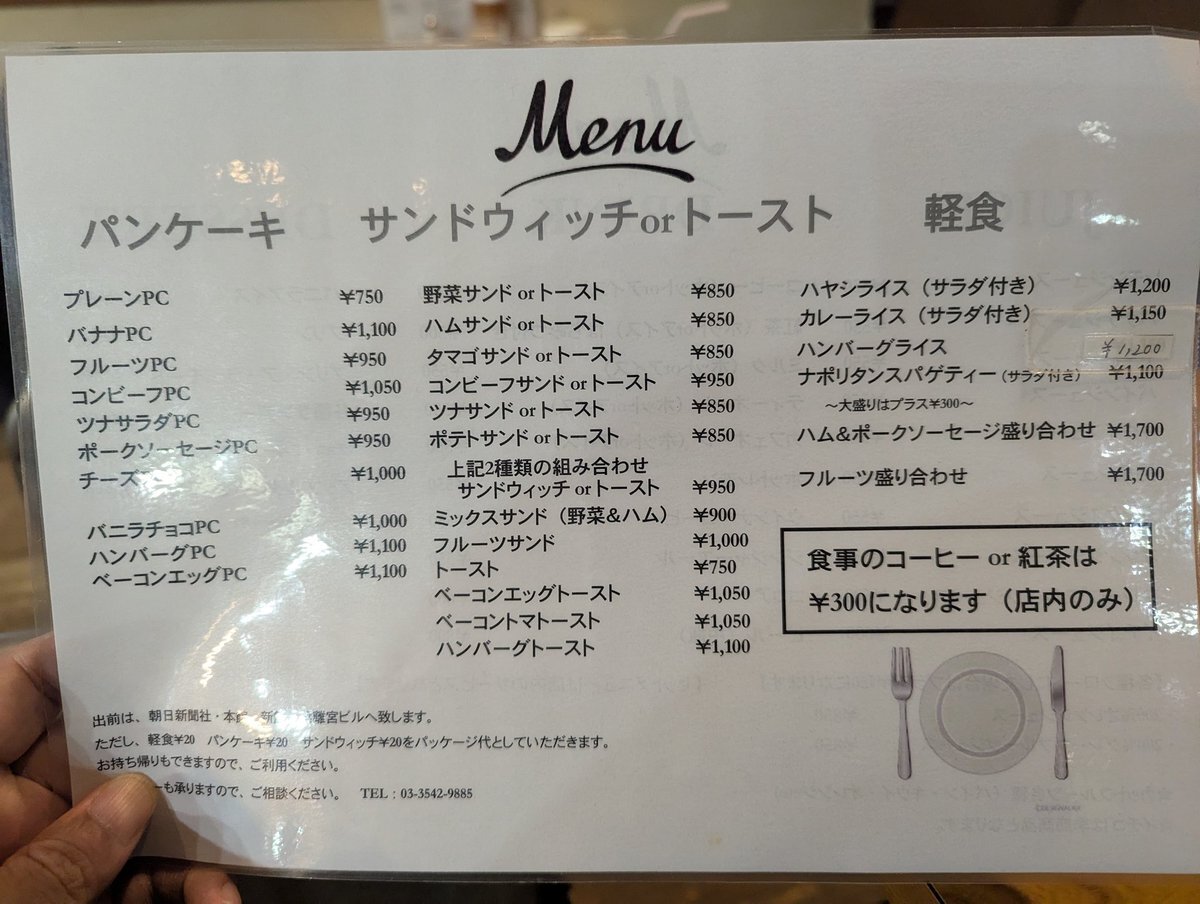 Menu
パンケーキ
プレーンPC ¥750
バナナPC ¥1,100
フルーツPC ¥950
コンビーフPC ¥1,050
ツナサラダPC ¥950
ポークソーセージPC ¥950
チーズ ¥1,000
バニラチョコPC ¥1,000
ハンバーグPC ¥1,100
ベーコンエッグPC ¥1,100
サンドウィッチorトースト
野菜サンド or トースト ¥850
ハムサンド or トースト ¥850
タマゴサンド or トースト ¥850
コンビーフサンド or トースト ¥950
ツナサンド or トースト ¥850
ポテトサンド or トースト ¥850
上記2種類の組み合わせ
サンドウィッチ or トースト ¥950
ミックスサンド（野菜＆ハム） ¥900
フルーツサンド ¥1,000
トースト ¥750
ベーコンエッグトースト ¥1,050
ベーコントマトースト ¥1,050
ハンバーグトースト ¥1,100
軽食
ハヤシライス（サラダ付き） ¥1,200
カレーライス（サラダ付き） ¥1,150
ハンバーグライス ¥1,200
ナポリタンスパゲティー（サラダ付き） ¥1,100
～大盛りはプラス¥300～
ハム＆ポークソーセージ盛り合わせ ¥1,700
フルーツ盛り合わせ ¥1,700
食事のコーヒー or 紅茶は
¥300になります（店内のみ）
出前は、朝日新聞社・本 離宮ビルへ致します。
ただし、軽食¥20 パンケーキ¥20 サンドウィッチ¥20をパッケージ代としていただきます。
お持ち帰りもできますので、ご利用ください。
ーも承りますので、ご相談ください。 TEL：03-3542-9885